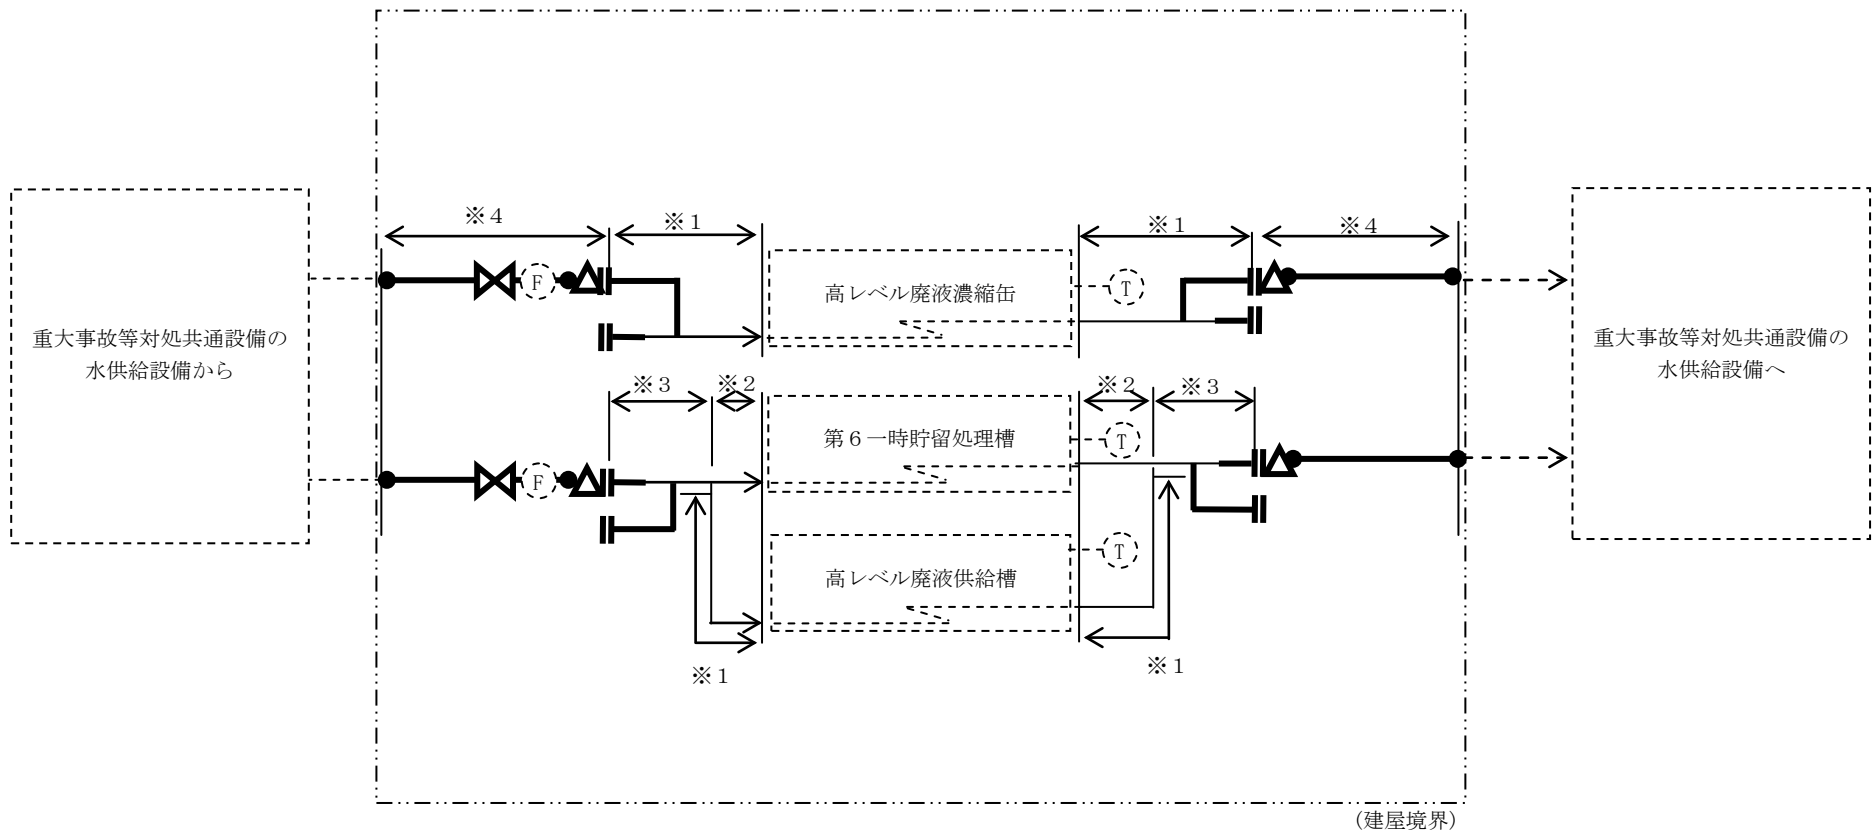 ※4
※1
※1
※4
F
高レベル廃液濃縮缶
T
重大事故等対処共通設備の
水供給設備から
重大事故等対処共通設備の
水供給設備へ
※3
※2
※2
※3
第6一時貯留処理槽
T
F
T
高レベル廃液供給槽
※1
※1
(建屋境界)